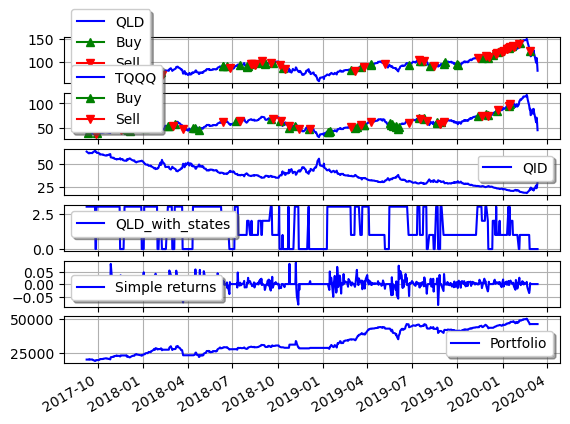 QLD
Buy
Sell
150
100
TQQQ
Buy
Sell
100
50
QID
50
25
QLD_with_states
2.5
0.0
Simple returns
0.05
0.00
−0.05
Portfolio
50000
25000
2017-10
2018-01
2018-04
2018-07
2018-10
2019-01
2019-04
2019-07
2019-10
2020-01
2020-04